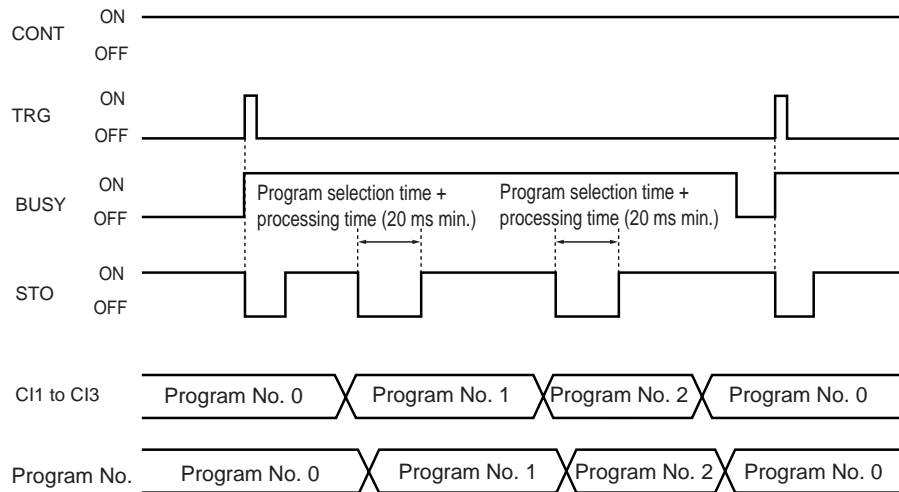 CONT
ON
OFF
TRG
ON
OFF
BUSY
ON
OFF
Program selection time +
processing time (20 ms min.)
Program selection time +
processing time (20 ms min.)
STO
ON
OFF
CI1 to CI3
Program No. 0
Program No. 1
Program No. 2
Program No. 0
Program No.
Program No. 0
Program No. 1
Program No. 2
Program No. 0